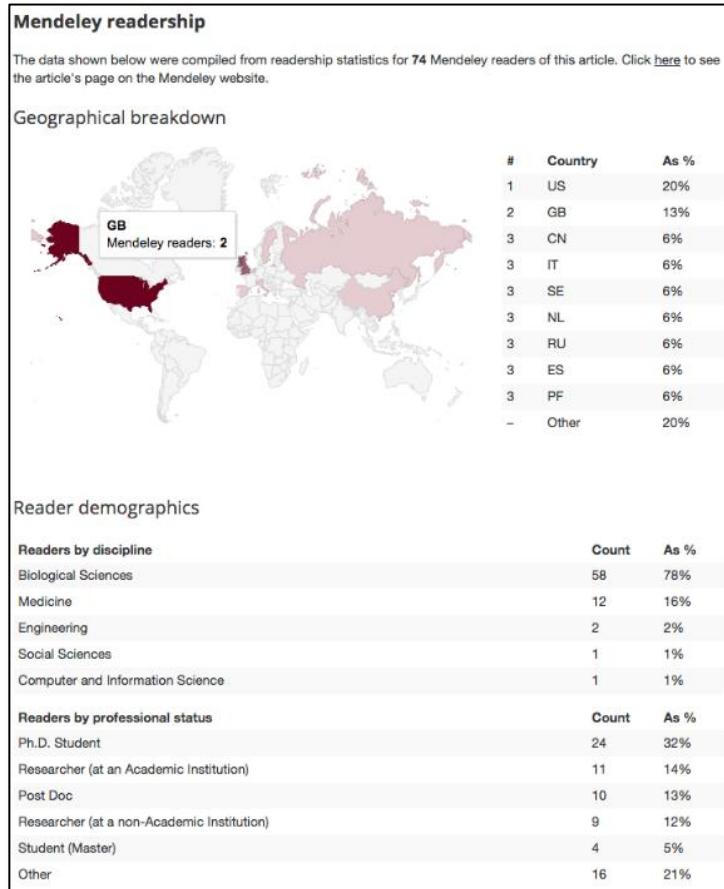 Mendeley readership
The data shown below were compiled from readership statistics for 74 Mendeley readers of this article. Click here to see
the article's page on the Mendeley website.
Geographical breakdown
GB
Mendeley readers: 2
# Country As %
1 US 20%
2 GB 13%
3 CN 6%
3 IT 6%
3 SE 6%
3 NL 6%
3 RU 6%
3 ES 6%
3 PF 6%
– Other 20%
Reader demographics
Readers by discipline Count As %
Biological Sciences 58 78%
Medicine 12 16%
Engineering 2 2%
Social Sciences 1 1%
Computer and Information Science 1 1%
Readers by professional status Count As %
Ph.D. Student 24 32%
Researcher (at an Academic Institution) 11 14%
Post Doc 10 13%
Researcher (at a non-Academic Institution) 9 12%
Student (Master) 4 5%
Other 16 21%